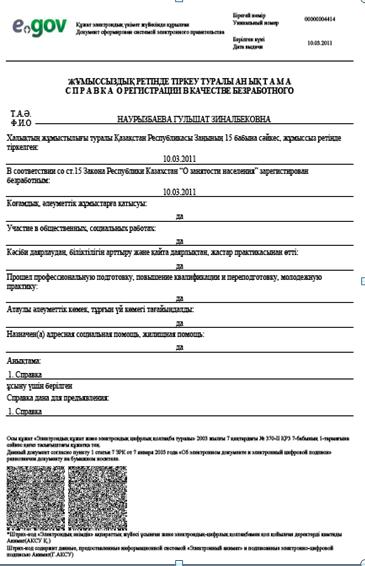 e.gov
Құжат электрондық үкімет жүйесінде құрылған
Документ сформирован системой электронного правительства
Бірегей нөмір
Уникальный номер
00000004414
Берілген күні
Дата выдачи
10.03.2011
ЖҰМЫССЫЗДЫҚ РЕТІНДЕ ТІРКЕУ ТУРАЛЫ АН ЫҚ Т А М А
С П Р А В К А О РЕГИСТРАЦИИ В КАЧЕСТВЕ БЕЗРАБОТНОГО
Т.А.Ә.
Ф И.О
НАУРЫЗБАЕВА ГУЛЬШАТ ЗИНАЛБЕКОВНА
Халықтың жұмыстылығы туралы Қазақстан Республикасы Заңының 15 бабына сәйкес, жұмыссыз ретінде
тіркелген:
10.03.2011
В соответствии со ст.15 Закона Республики Казахстан "О занятости населения" зарегистрирован
безработным:
10.03.2011
Қоғамдық, әлеуметтік жұмыстарға қатысуы:
да
Участие в общественных, социальных работах:
да
Кәсіби даярлаудан, біліктілігін арттыру және қайта даярлықтан, жастар практикасынан өтті:
да
Прошел профессиональную подготовку, повышение квалификации и переподготовку, молодежную
практику:
да
Атаулы әлеуметтік көмек, тұрғын үй көмегі тағайындалды:
да
Назначен(а) адресная социальная помощь, жилищная помощь:
да
Анықтама:
1. Справка
ұсыну үшін берілген
Справка дана для предъявления:
1. Справка
Осы құжат «Электрондық құжат және электрондық цифрлық қолтаңба туралы» 2003 жылғы 7 қаңтардағы № 370-II ҚРЗ 7-бабының 1-тармағына
сәйкес қағаз тасығыштағы құжатқа тең.
Данный документ согласно пункту 1 статьи 7 ЗРК от 7 января 2003 года «Об электронном документе и электронной цифровой подписи»
равнозначен документу на бумажном носителе.
*Штрих-код «Электрондық әкімдік» ақпараттық жүйесі ұсынған және электрондық-цифрлық қолтаңбамен қол қойылған деректерді қамтиды
Акимат(АКСУ Қ.)
Штрих-код содержит данные, предоставленные информационной системой «Электронный акимат» и подписанные электронно-цифровой
подписью Акимат(Г.АКСУ)